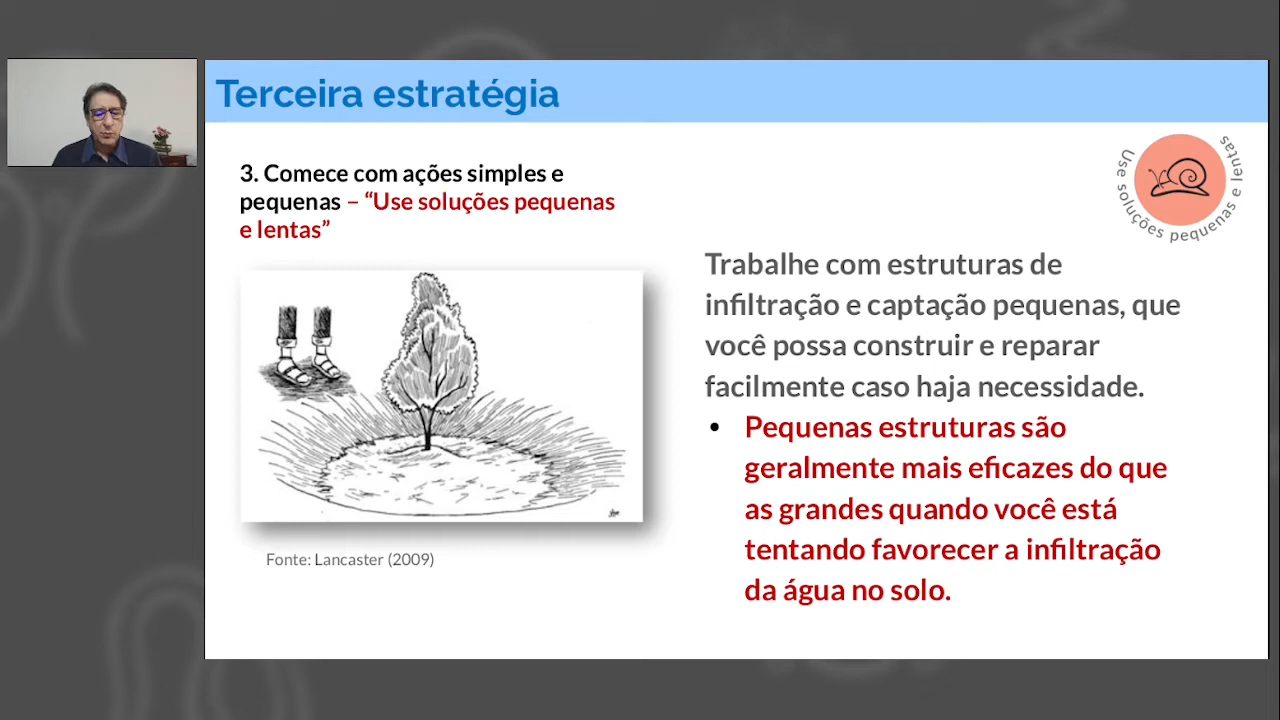 Terceira estratégia
3. Comece com ações simples e
pequenas – “Use soluções pequenas
e lentas”
Use soluções pequenas e lentas
Trabalhe com estruturas de
infiltração e captação pequenas, que
você possa construir e reparar
facilmente caso haja necessidade.
• Pequenas estruturas são
geralmente mais eficazes do que
as grandes quando você está
tentando favorecer a infiltração
da água no solo.
Fonte: Lancaster (2009)